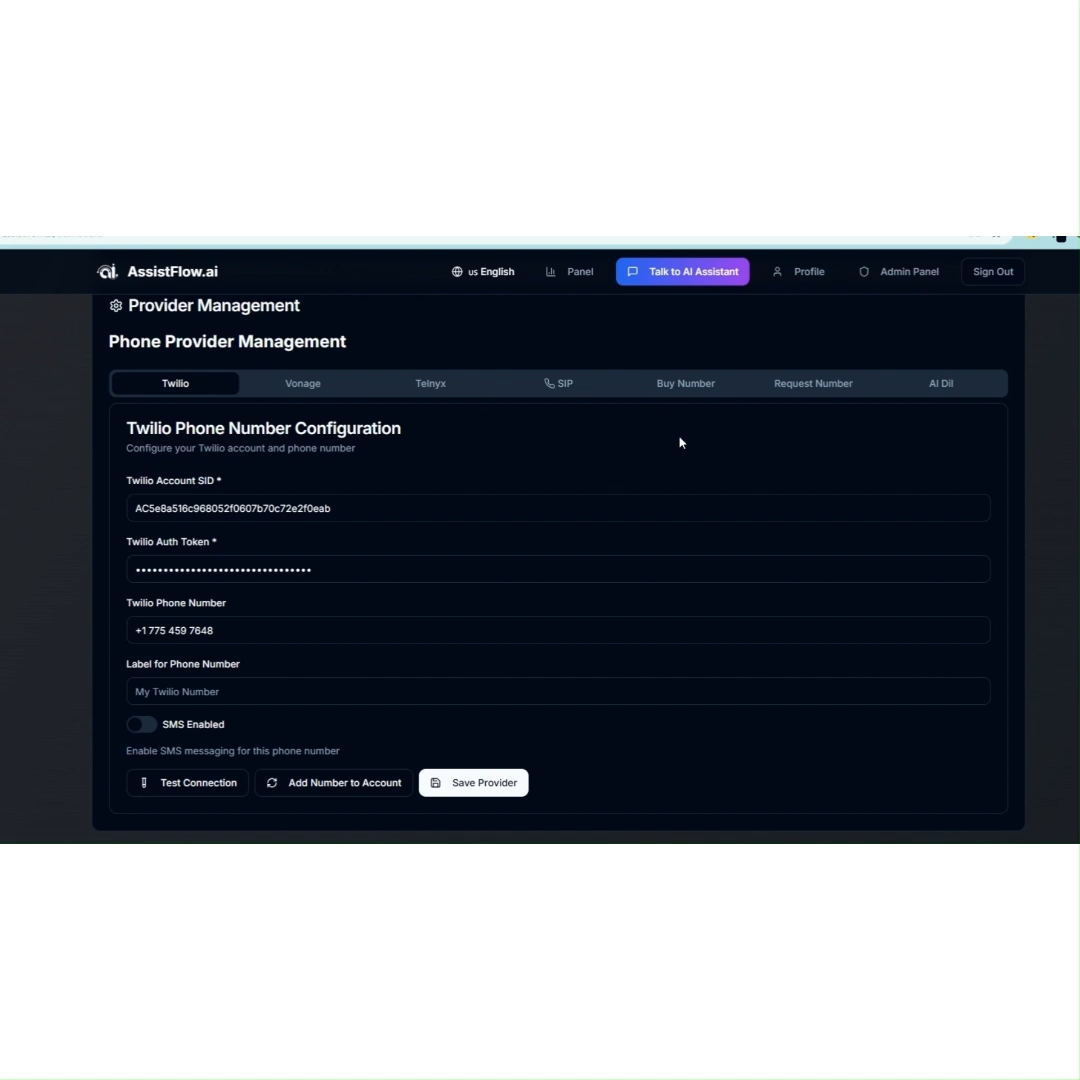 AssistFlow.ai
us English
Panel
Talk to AI Assistant
Profile
Admin Panel
Sign Out
Provider Management
Phone Provider Management
Twilio
Vonage
Telnyx
SIP
Buy Number
Request Number
AI Dil
Twilio Phone Number Configuration
Configure your Twilio account and phone number
Twilio Account SID *
AC5e8a516c968052f0607b70c72e2f0eab
Twilio Auth Token *
••••••••••••••••••••••••••••••••
Twilio Phone Number
+1 775 459 7648
Label for Phone Number
My Twilio Number
SMS Enabled
Enable SMS messaging for this phone number
Test Connection
Add Number to Account
Save Provider